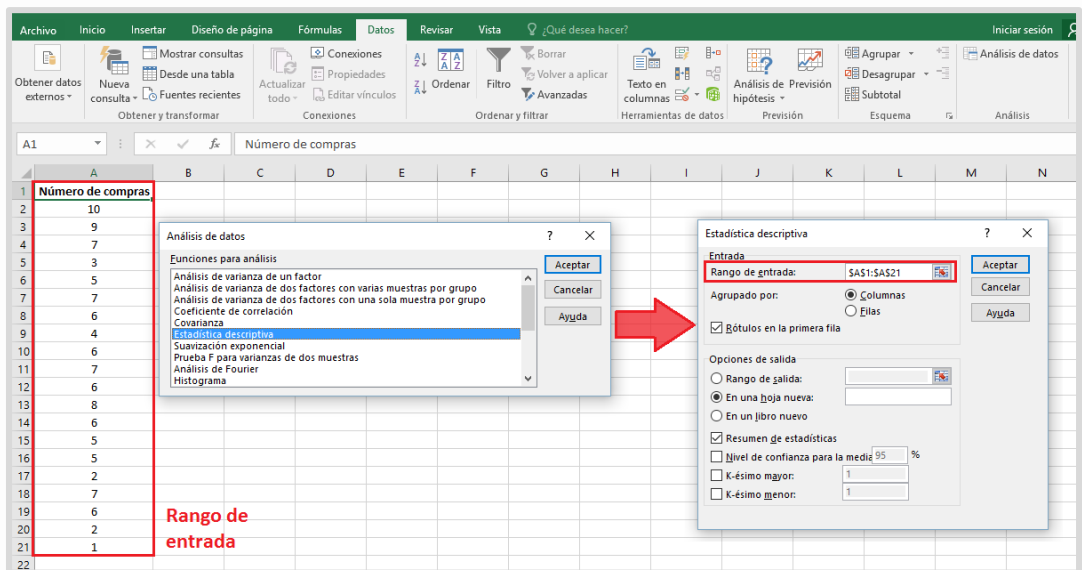 Archivo Inicio Insertar Diseño de página Fórmulas Datos Revisar Vista ¿Qué desea hacer? Iniciar sesión
Obtener datos externos
Nueva consulta
Mostrar consultas
Desde una tabla
Fuentes recientes
Obtener y transformar
Actualizar todo
Conexiones
Propiedades
Editar vínculos
Conexiones
Ordenar
Filtro
Borrar
Volver a aplicar
Avanzadas
Ordenar y filtrar
Texto en columnas
Herramientas de datos
Análisis de hipótesis
Previsión
Previsión
Agrupar
Desagrupar
Subtotal
Esquema
Análisis de datos
Análisis
A1 fx Número de compras
A B C D E F G H I J K L M N
1 Número de compras
2 10
3 9
4 7
5 3
6 5
7 7
8 6
9 4
10 6
11 7
12 6
13 8
14 6
15 5
16 5
17 2
18 7
19 6
20 2
21 1
22
Rango de
entrada
Análisis de datos ? X
Funciones para análisis
Análisis de varianza de un factor
Análisis de varianza de dos factores con varias muestras por grupo
Análisis de varianza de dos factores con una sola muestra por grupo
Coeficiente de correlación
Covarianza
Estadística descriptiva
Suavización exponencial
Prueba F para varianzas de dos muestras
Análisis de Fourier
Histograma
Aceptar
Cancelar
Ayuda
Estadística descriptiva ? X
Entrada
Rango de entrada: $A$1:$A$21
Agrupado por: Columnas
Filas
Rótulos en la primera fila
Opciones de salida
Rango de salida:
En una hoja nueva:
En un libro nuevo
Resumen de estadísticas
Nivel de confianza para la media 95 %
K-ésimo mayor: 1
K-ésimo menor: 1
Aceptar
Cancelar
Ayuda